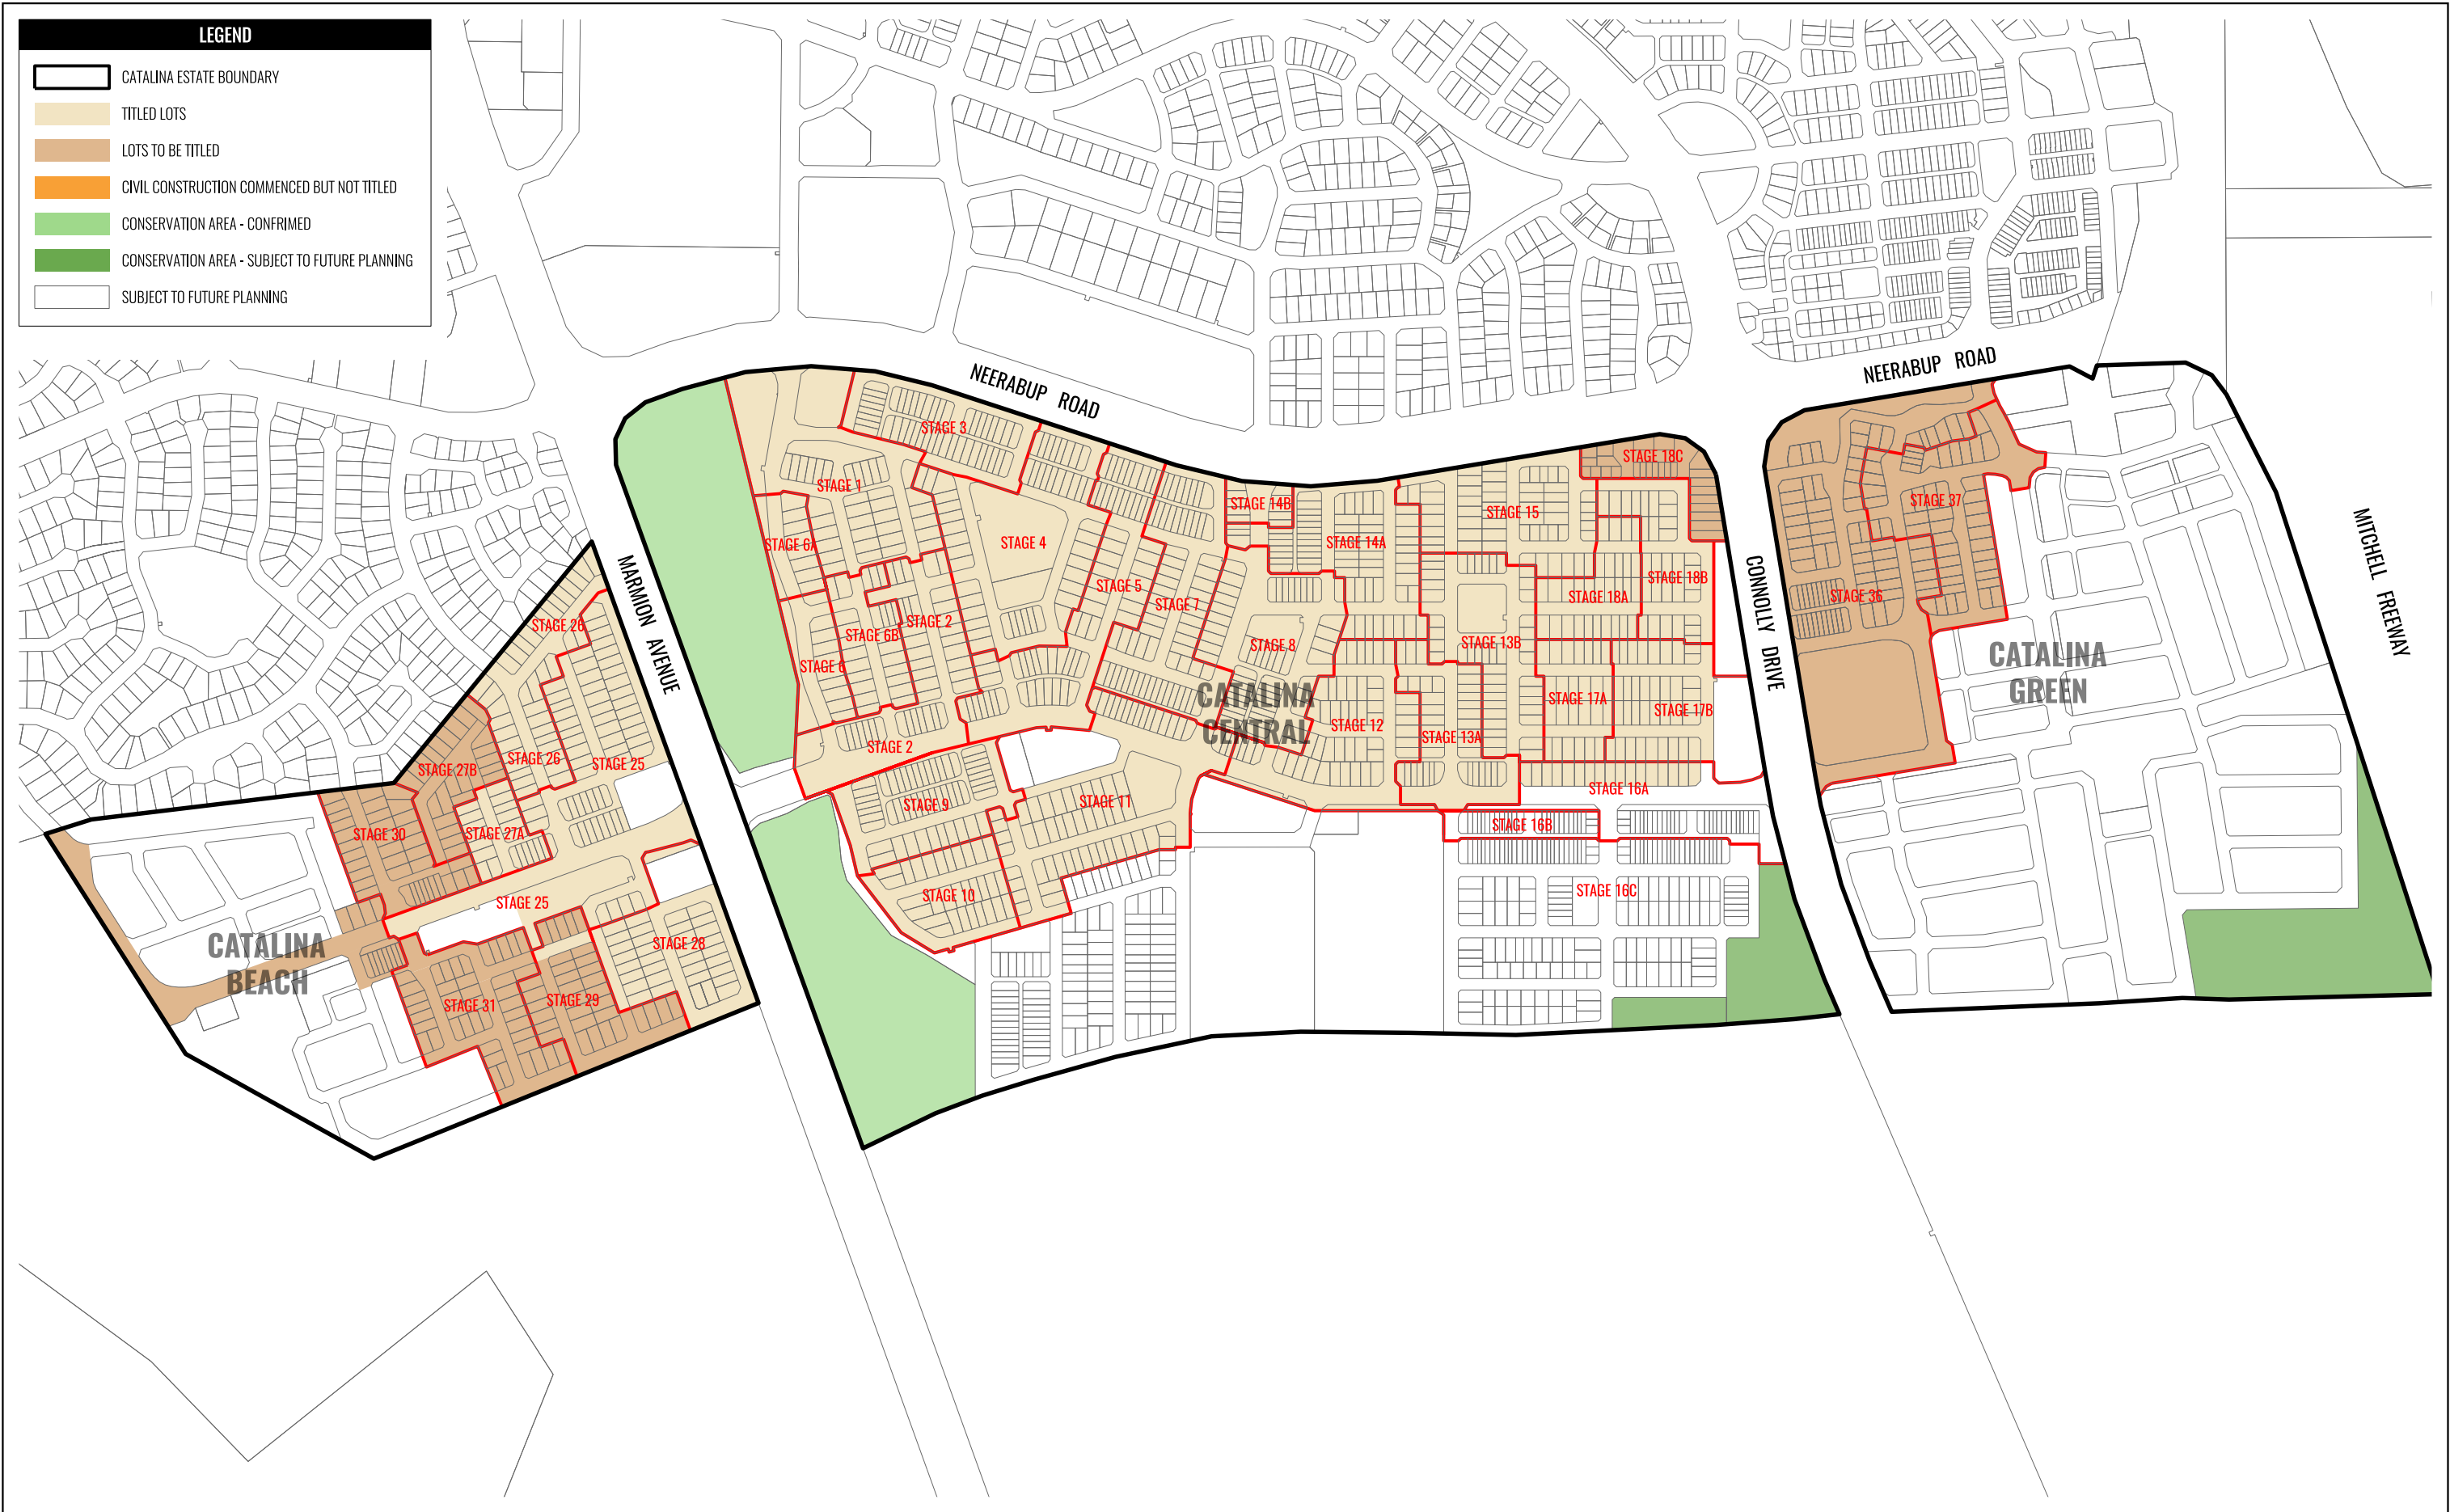 LEGEND
CATALINA ESTATE BOUNDARY
TITLED LOTS
LOTS TO BE TITLED
CIVIL CONSTRUCTION COMMENCED BUT NOT TITLED
CONSERVATION AREA - CONFRIMED
CONSERVATION AREA - SUBJECT TO FUTURE PLANNING
SUBJECT TO FUTURE PLANNING
NEERABUP ROAD
NEERABUP ROAD
MARMION AVENUE
CONNOLLY DRIVE
MITCHELL FREEWAY
STAGE 3
STAGE 1
STAGE 6A
STAGE 4
STAGE 5
STAGE 7
STAGE 6B
STAGE 2
STAGE 6
STAGE 2
STAGE 8
STAGE 9
STAGE 11
STAGE 10
STAGE 14B
STAGE 14A
STAGE 15
STAGE 18C
STAGE 18B
STAGE 18A
STAGE 13B
STAGE 17A
STAGE 17B
STAGE 12
STAGE 13A
STAGE 16A
STAGE 16B
STAGE 16C
CATALINA
CENTRAL
STAGE 37
STAGE 36
CATALINA
GREEN
STAGE 26
STAGE 26
STAGE 25
STAGE 27B
STAGE 27A
STAGE 30
STAGE 25
STAGE 28
STAGE 29
STAGE 31
CATALINA
BEACH